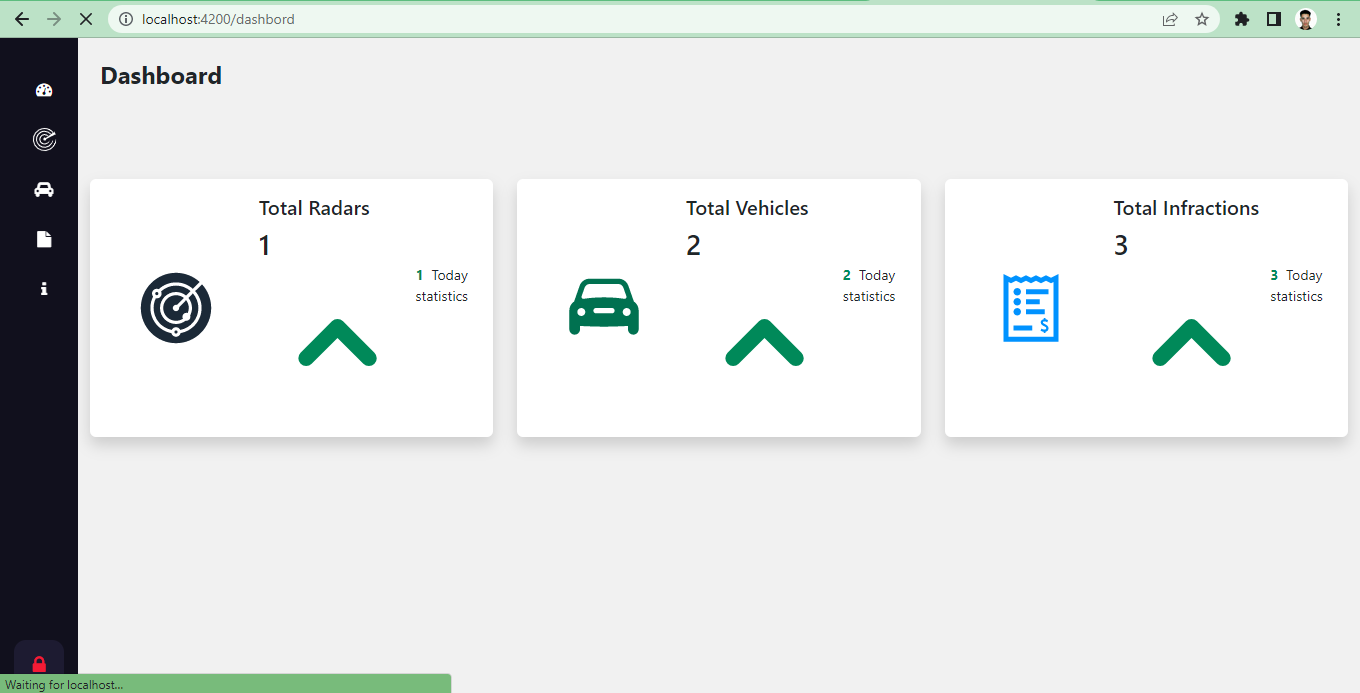 localhost:4200/dashbord
Dashboard
Total Radars
1
1 Today
statistics
Total Vehicles
2
2 Today
statistics
Total Infractions
3
3 Today
statistics
$
Waiting for localhost...